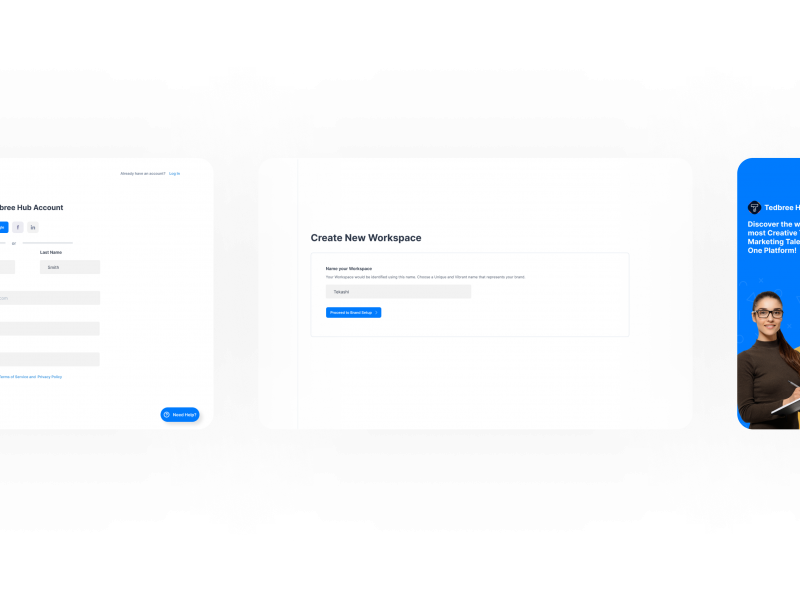 Already have an account? Log in
bree Hub Account
f
in
or
Last Name
Smith
Terms of Service and Privacy Policy
Need Help?
Create New Workspace
Name your Workspace
Your Workspace would be identified using this name. Choose a Unique and Vibrant name that represents your brand.
Tekashi
Proceed to Brand Setup
Tedbree H
Discover the w
most Creative
Marketing Tale
One Platform!